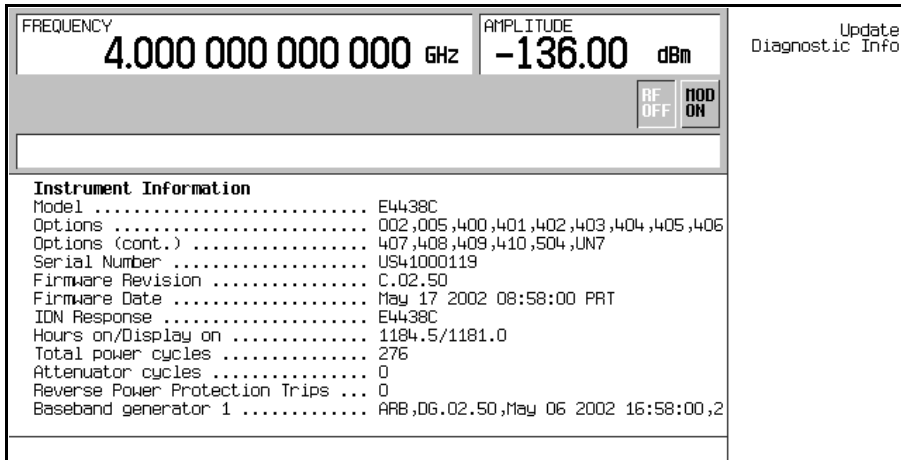 FREQUENCY
4.000 000 000 000 GHz
AMPLITUDE
-136.00 dBm
Update
Diagnostic Info
RF
OFF
MOD
ON
Instrument Information
Model ............................ E4438C
Options .......................... 002,005,400,401,402,403,404,405,406
Options (cont.) .................. 407,408,409,410,504,UN7
Serial Number .................... US41000119
Firmware Revision ................ C.02.50
Firmware Date .................... May 17 2002 08:58:00 PRT
IDN Response ..................... E4438C
Hours on/Display on .............. 1184.5/1181.0
Total power cycles ............... 276
Attenuator cycles ................ 0
Reverse Power Protection Trips ... 0
Baseband generator 1 ............. ARB,DG.02.50,May 06 2002 16:58:00,2